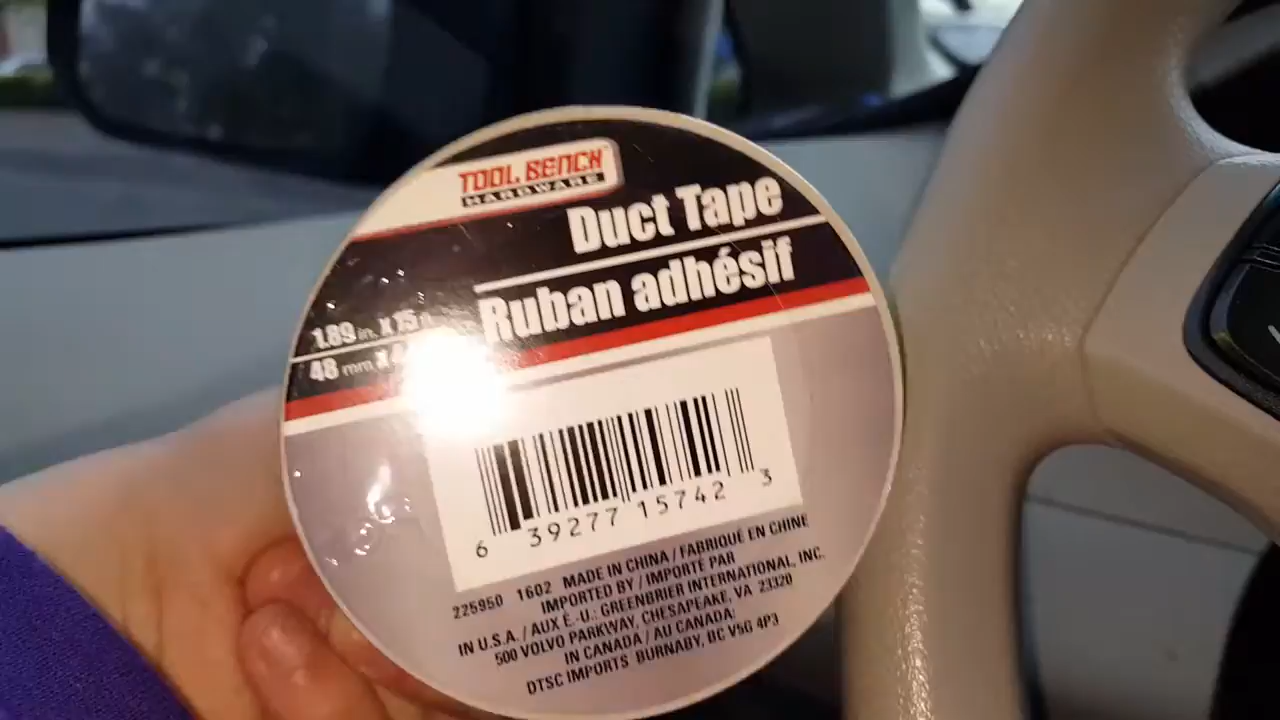 TOOL BENCH
HARDWARE
Duct Tape
Ruban adhésif
1.89 in. x 15
48 mm x
6 39277 15742 3
225950 1602 MADE IN CHINA / FABRIQUÉ EN CHINE
IMPORTED BY / IMPORTÉ PAR
IN U.S.A. / AUX É.-U.: GREENBRIER INTERNATIONAL, INC.
500 VOLVO PARKWAY, CHESAPEAKE, VA 23320
IN CANADA / AU CANADA:
DTSC IMPORTS BURNABY, BC V5G 4P3